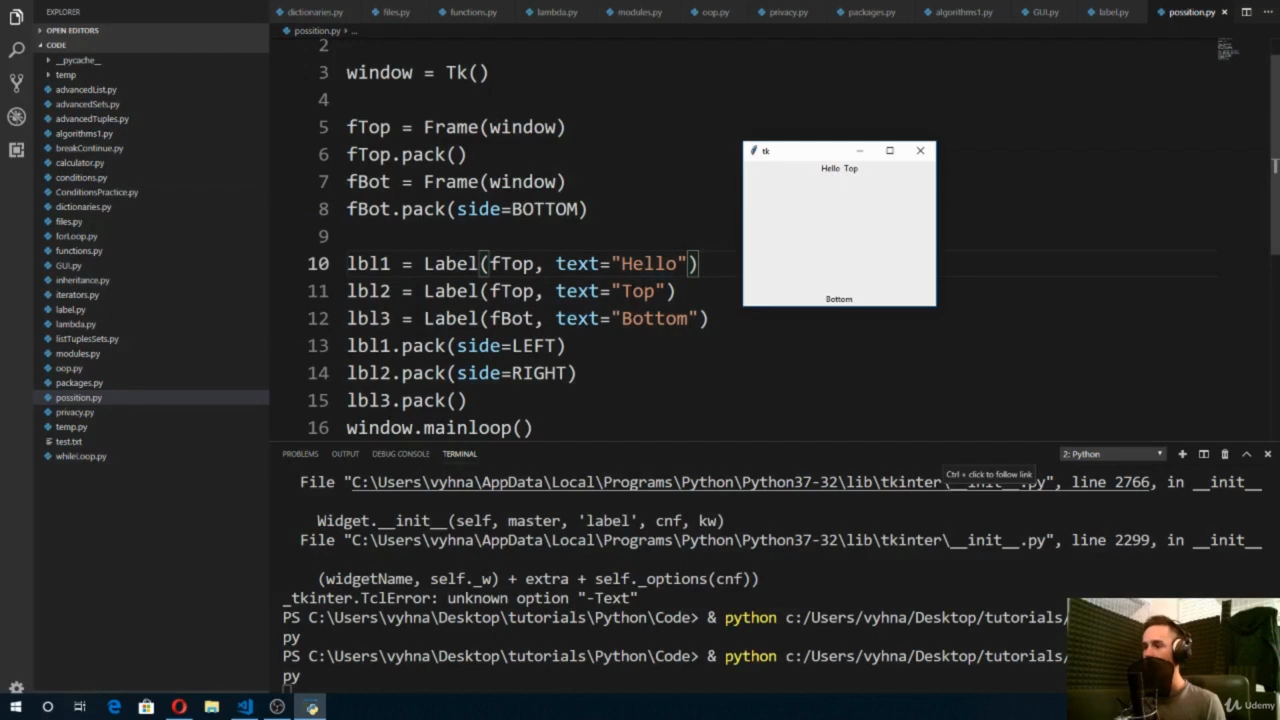 EXPLORER
OPEN EDITORS
CODE
__pycache__
temp
advancedList.py
advancedSets.py
advancedTuples.py
algorithms1.py
breakContinue.py
calculator.py
conditions.py
ConditionsPractice.py
dictionaries.py
files.py
forLoop.py
functions.py
GUI.py
inheritance.py
iterators.py
label.py
lambda.py
listTuplesSets.py
modules.py
oop.py
packages.py
possition.py
privacy.py
temp.py
test.txt
whileLoop.py
dictionaries.py files.py functions.py lambda.py modules.py oop.py privacy.py packages.py algorithms1.py GUI.py label.py possition.py
possition.py ...
2
3 window = Tk()
4
5 fTop = Frame(window)
6 fTop.pack()
7 fBot = Frame(window)
8 fBot.pack(side=BOTTOM)
9
10 lbl1 = Label(fTop, text="Hello")
11 lbl2 = Label(fTop, text="Top")
12 lbl3 = Label(fBot, text="Bottom")
13 lbl1.pack(side=LEFT)
14 lbl2.pack(side=RIGHT)
15 lbl3.pack()
16 window.mainloop()
tk
Hello Top
Bottom
PROBLEMS OUTPUT DEBUG CONSOLE TERMINAL 2: Python
Ctrl + click to follow link
File "C:\Users\vyhna\AppData\Local\Programs\Python\Python37-32\lib\tkinter\__init__.py", line 2766, in __init__
Widget.__init__(self, master, 'label', cnf, kw)
File "C:\Users\vyhna\AppData\Local\Programs\Python\Python37-32\lib\tkinter\__init__.py", line 2299, in __init__
(widgetName, self._w) + extra + self._options(cnf))
_tkinter.TclError: unknown option "-Text"
PS C:\Users\vyhna\Desktop\tutorials\Python\Code> & python c:/Users/vyhna/Desktop/tutorials/
py
PS C:\Users\vyhna\Desktop\tutorials\Python\Code> & python c:/Users/vyhna/Desktop/tutorials/
py
Udemy